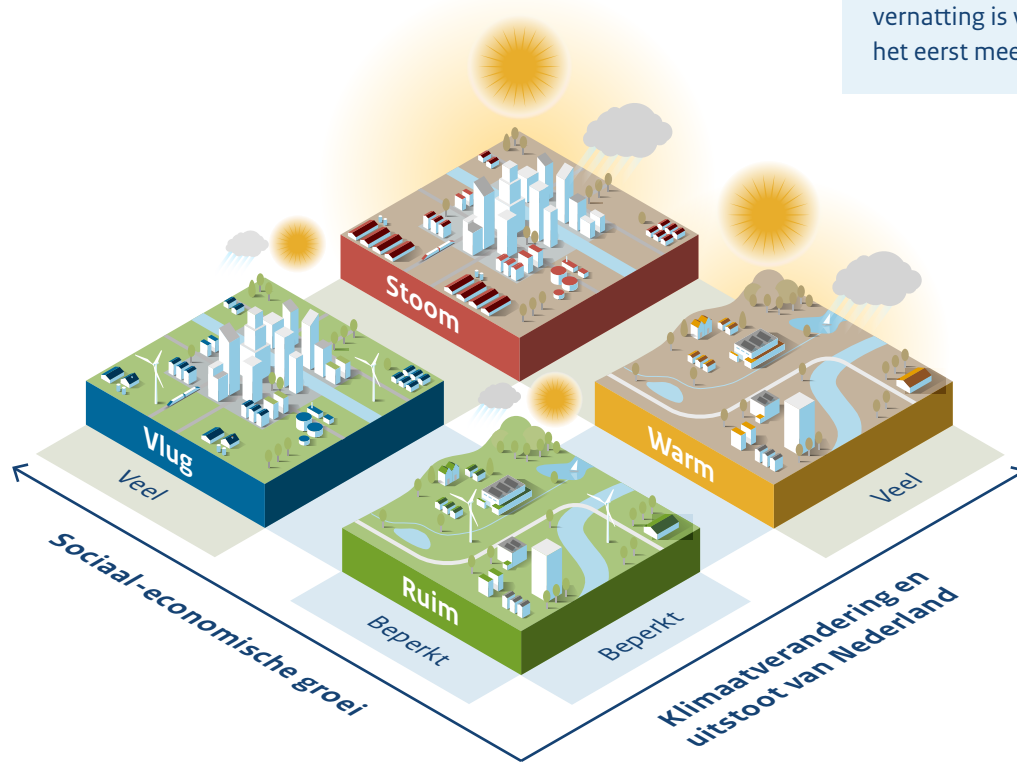 vernatting is
het eerst mee
Stoom
Vlug
Warm
Ruim
Veel
Veel
Beperkt
Beperkt
Sociaal-economische groei
Klimaatverandering en
uitstoot van Nederland